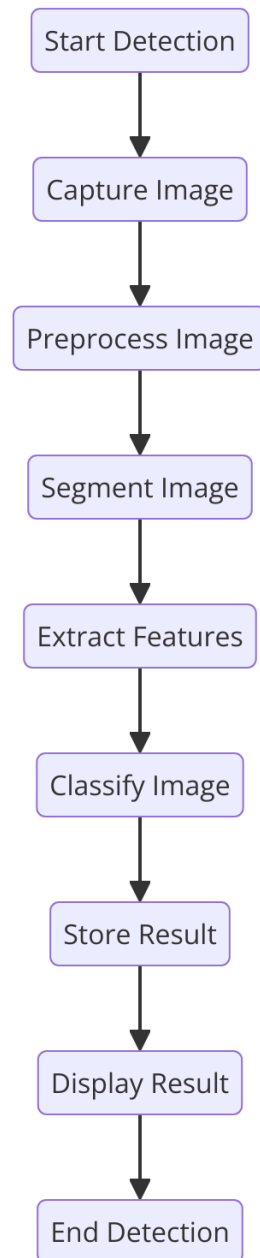 Start Detection
Capture Image
Preprocess Image
Segment Image
Extract Features
Classify Image
Store Result
Display Result
End Detection